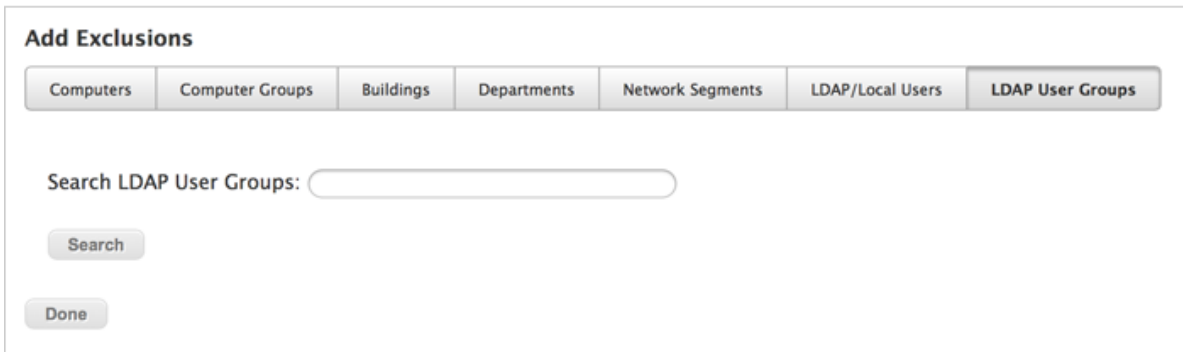 Add Exclusions
Computers Computer Groups Buildings Departments Network Segments LDAP/Local Users LDAP User Groups
Search LDAP User Groups:
Search
Done